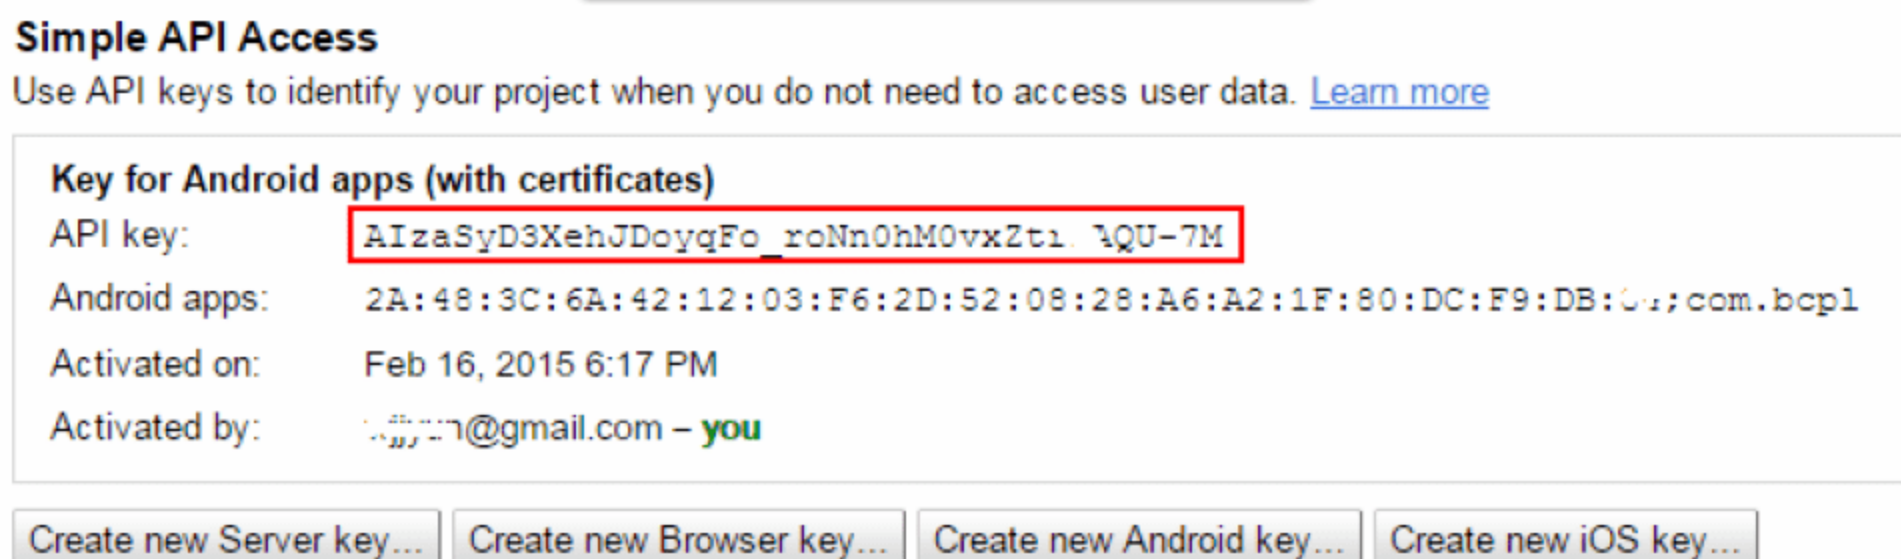 Simple API Access
Use API keys to identify your project when you do not need to access user data. Learn more
Key for Android apps (with certificates)
API key:
Android apps: 2A:48:3C:6A:42:12:03:F6:2D:52:08:28:A6:A2:1F:80:DC:F9:DB: ;com.bcpl
Activated on: Feb 16, 2015 6:17 PM
Activated by: @gmail.com – you
Create new Server key... Create new Browser key... Create new Android key... Create new iOS key...